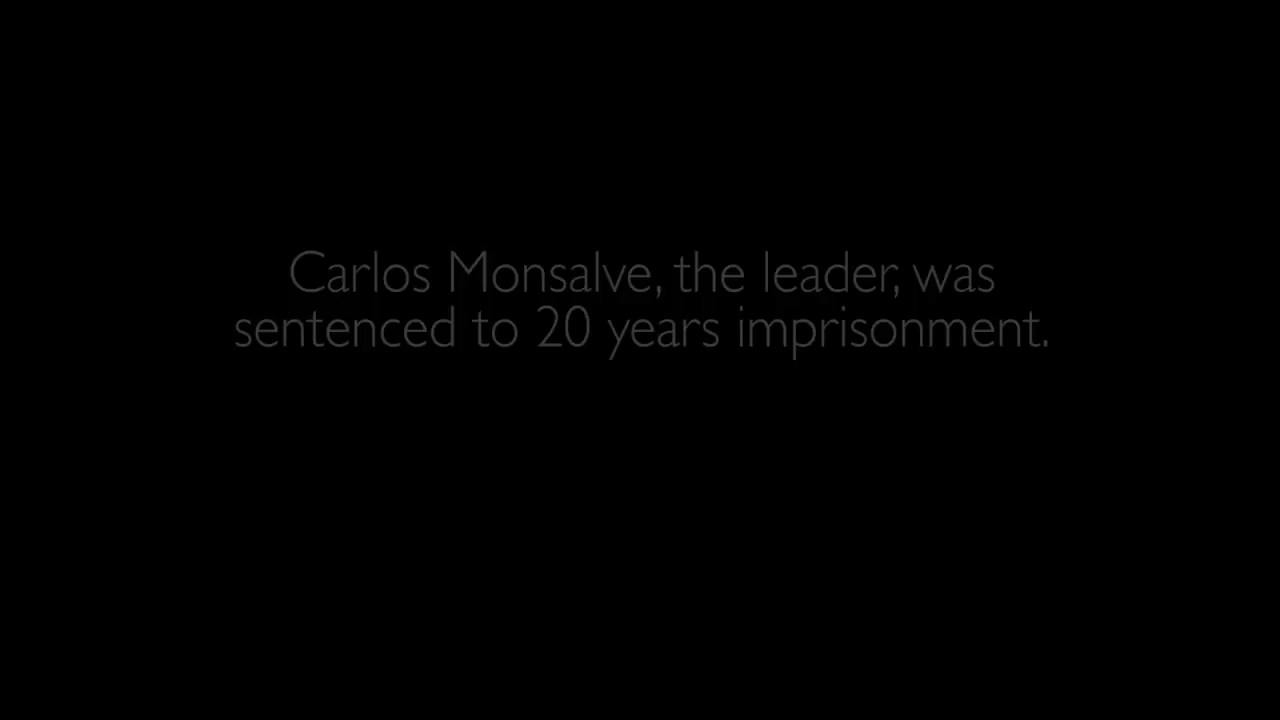 Carlos Monsalve, the leader, was
sentenced to 20 years imprisonment.